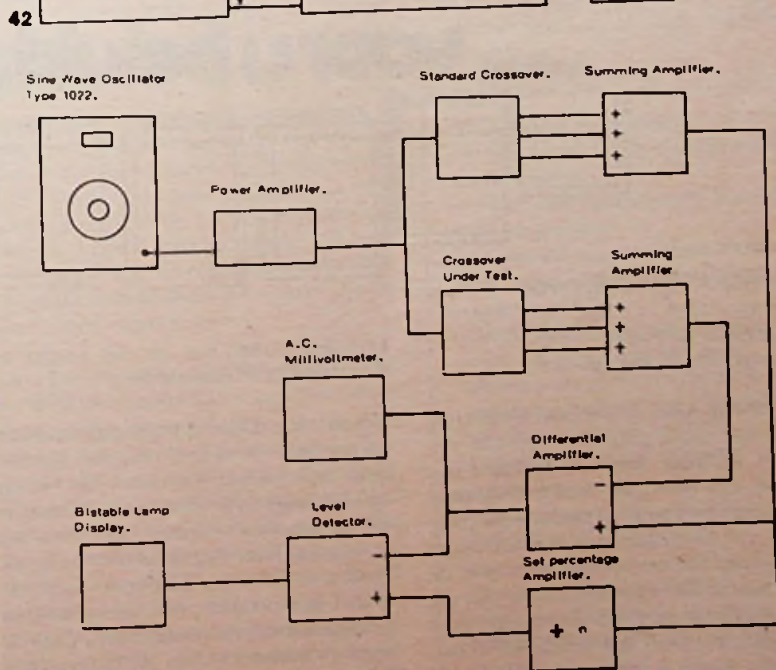 42
Sine Wave Oscillator
Type 1022.
Standard Crossover.
Summing Amplifier.
+
+
+
Power Amplifier.
Crossover
Under Test.
Summing
Amplifier
+
+
+
A.C.
Millivoltmeter.
Differential
Amplifier.
-
+
Bistable Lamp
Display.
Level
Detector.
-
+
Set percentage
Amplifier.
+ n